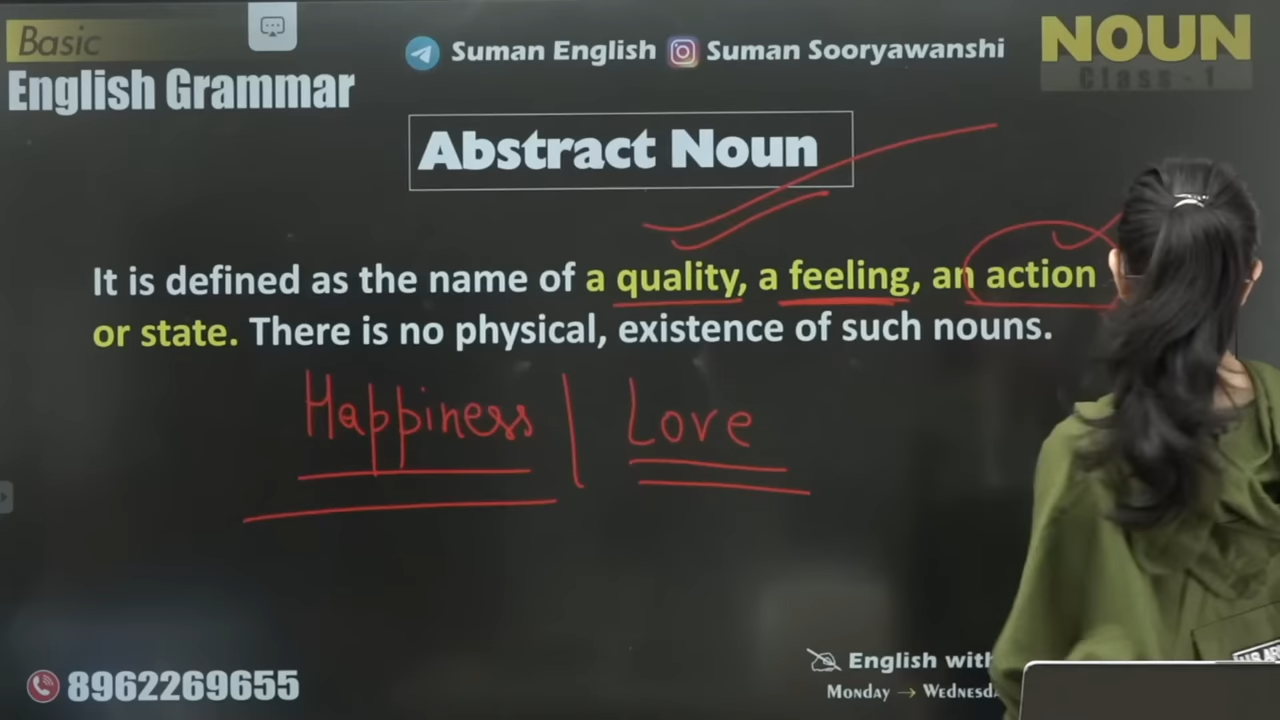 Basic
English Grammar
Suman English Suman Sooryawanshi
NOUN
Class - 1
Abstract Noun
It is defined as the name of a quality, a feeling, an action
or state. There is no physical, existence of such nouns.
Happiness | Love
8962269655
English with
Monday → Wednesda